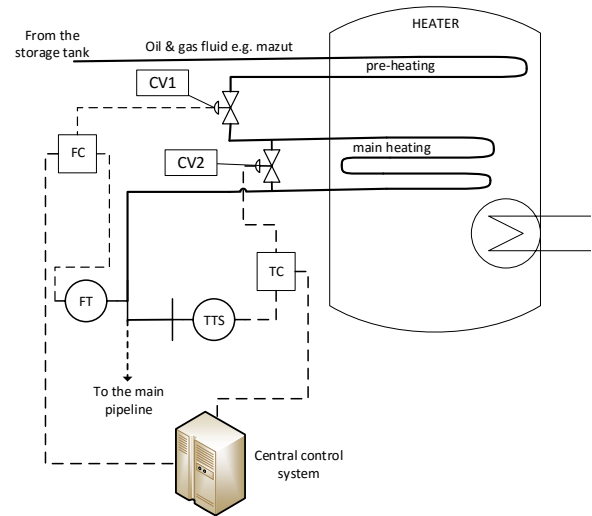 HEATER
From the
storage tank
Oil & gas fluid e.g. mazut
pre-heating
CV1
FC
main heating
CV2
TC
FT
TTS
To the main
pipeline
Central control
system